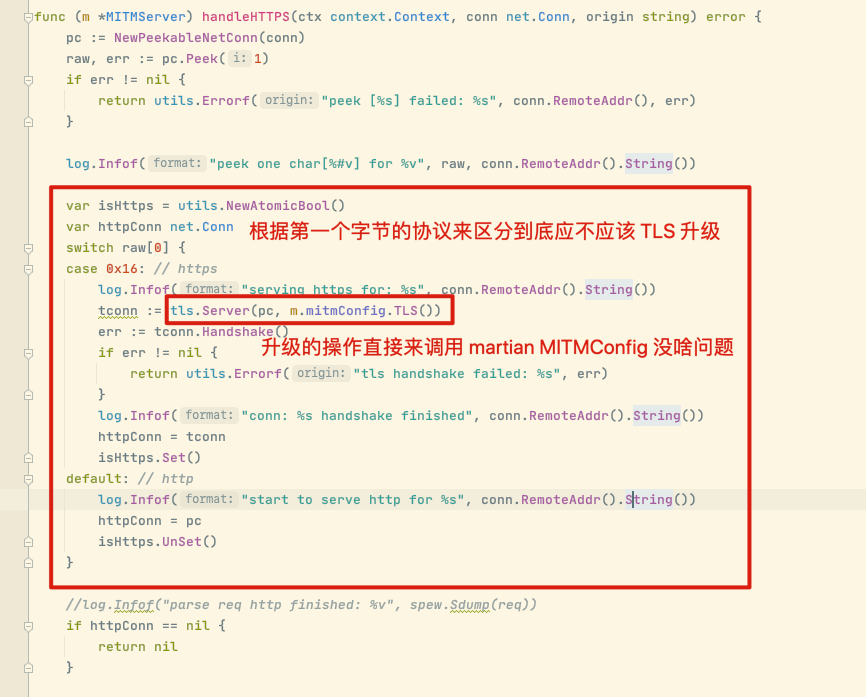 func (m *MITMServer) handleHTTPS(ctx context.Context, conn net.Conn, origin string) error {
pc := NewPeekableNetConn(conn)
raw, err := pc.Peek( i: 1)
if err != nil {
return utils.Errorf( origin: "peek [%s] failed: %s", conn.RemoteAddr(), err)
}
log.Infof( format: "peek one char[%#v] for %v", raw, conn.RemoteAddr().String())
var isHttps = utils.NewAtomicBool()
var httpConn net.Conn
根据第一个字节的协议来区分到底应不应该 TLS 升级
switch raw[0] {
case 0x16: // https
log.Infof( format: "serving https for: %s", conn.RemoteAddr().String())
tconn := tls.Server(pc, m.mitmConfig.TLS())
err := tconn.Handshake()
升级的操作直接来调用 martian MITMConfig 没啥问题
if err != nil {
return utils.Errorf( origin: "tls handshake failed: %s", err)
}
log.Infof( format: "conn: %s handshake finished", conn.RemoteAddr().String())
httpConn = tconn
isHttps.Set()
default: // http
log.Infof( format: "start to serve http for %s", conn.RemoteAddr().String())
httpConn = pc
isHttps.UnSet()
}
//log.Infof("parse req http finished: %v", spew.Sdump(req))
if httpConn == nil {
return nil
}